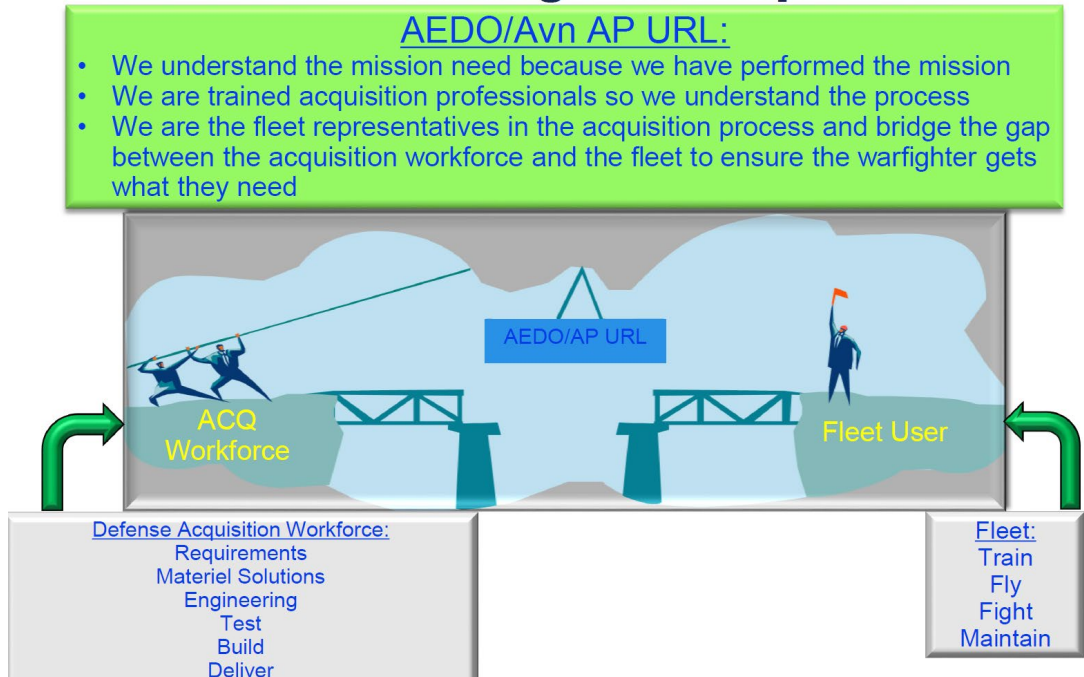 AEDO/Avn AP URL:
• We understand the mission need because we have performed the mission
• We are trained acquisition professionals so we understand the process
• We are the fleet representatives in the acquisition process and bridge the gap
between the acquisition workforce and the fleet to ensure the warfighter gets
what they need
AEDO/AP URL
ACQ
Workforce
Fleet User
Defense Acquisition Workforce:
Requirements
Materiel Solutions
Engineering
Test
Build
Deliver
Fleet:
Train
Fly
Fight
Maintain